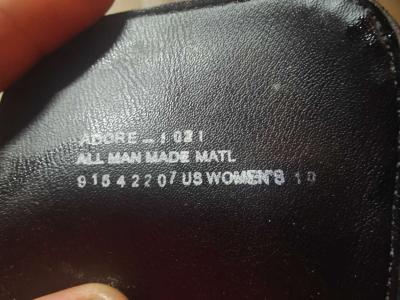 ADORE-1021
ALL MAN MADE MATL
91542207 US WOMEN'S 10